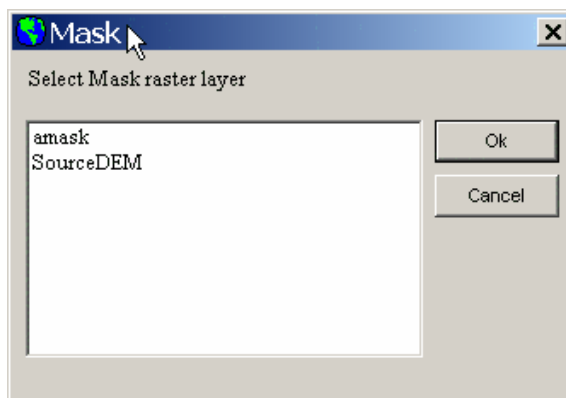 Mask
Select Mask raster layer
amask
SourceDEM
Ok
Cancel